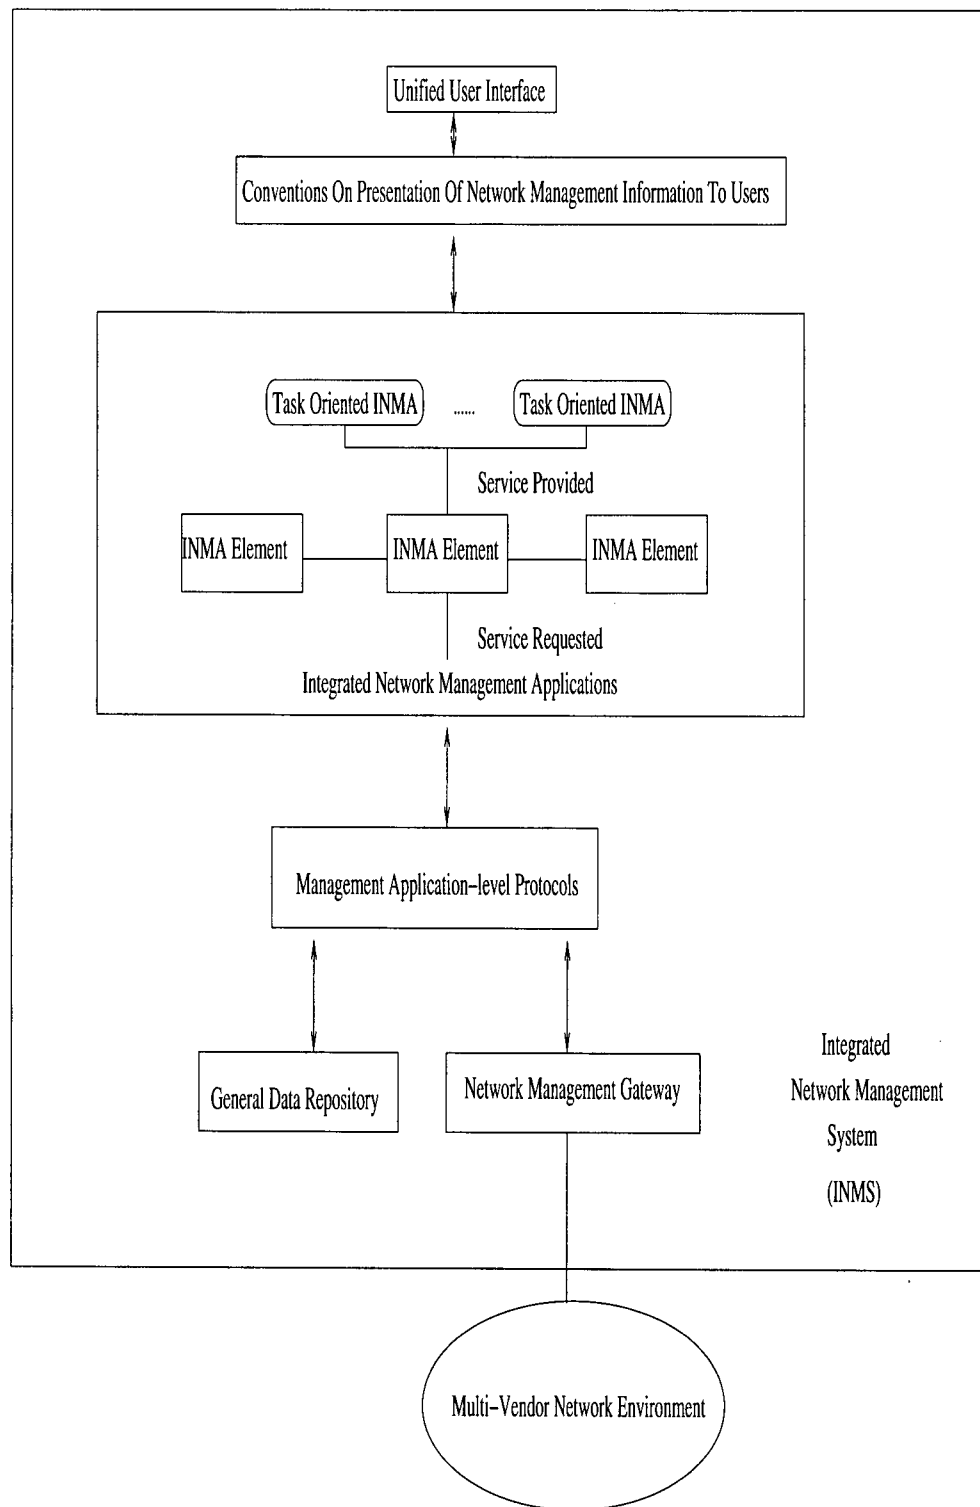 Unified User Interface
Conventions On Presentation Of Network Management Information To Users
Task Oriented INMA ...... Task Oriented INMA
Service Provided
INMA Element INMA Element INMA Element
Service Requested
Integrated Network Management Applications
Management Application-level Protocols
General Data Repository
Network Management Gateway
Integrated
Network Management
System
(INMS)
Multi-Vendor Network Environment